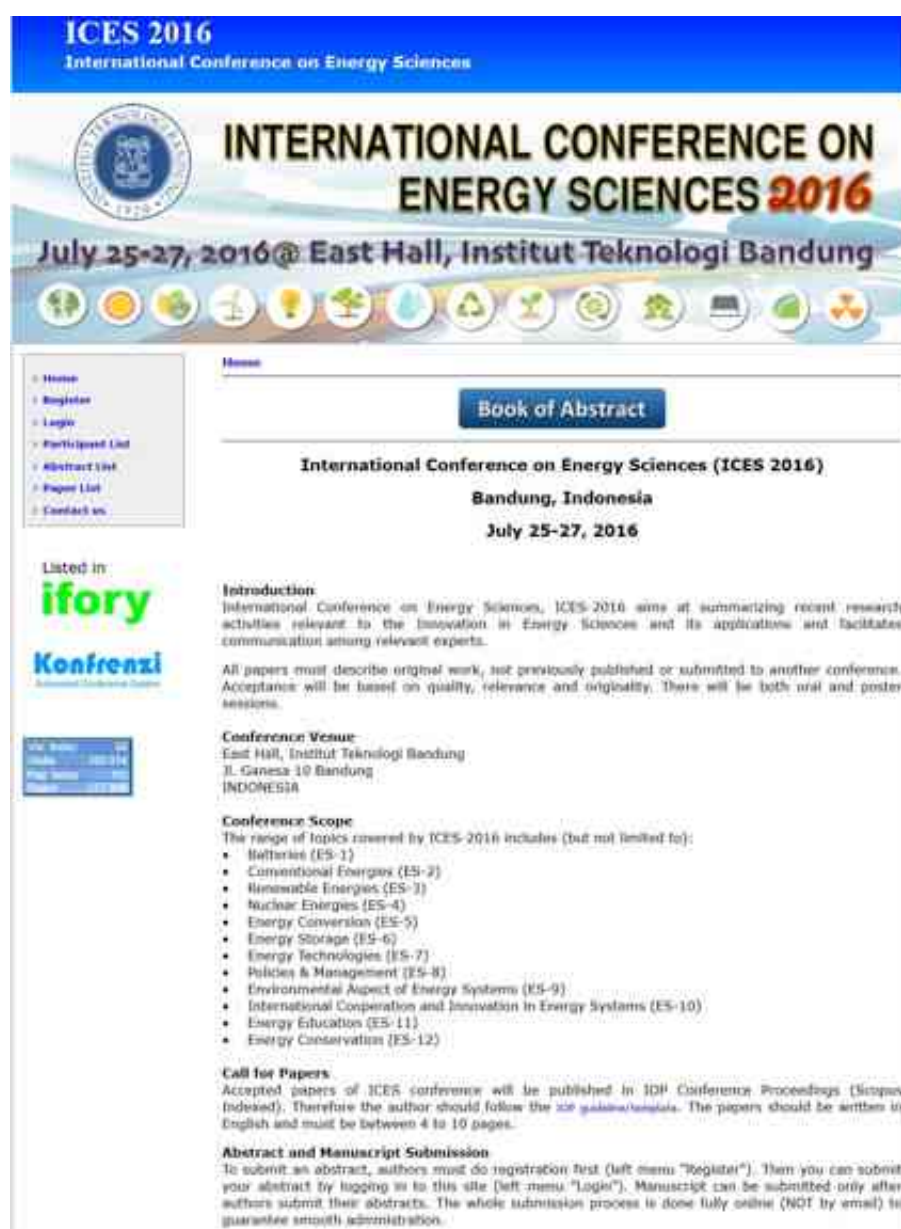 ICES 2016
International Conference on Energy Sciences
INSTITUT TEKNOLOGI BANDUNG
1920
INTERNATIONAL CONFERENCE ON
ENERGY SCIENCES 2016
July 25-27, 2016@ East Hall, Institut Teknologi Bandung
Home
Register
Login
Participant List
Abstract List
Paper List
Contact us
Listed in
ifory
Konfrenzi
Home
Book of Abstract
International Conference on Energy Sciences (ICES 2016)
Bandung, Indonesia
July 25-27, 2016
Introduction
International Conference on Energy Sciences, ICES-2016 aims at summarizing recent research
activities relevant to the Innovation in Energy Sciences and its applications and facilitates
communication among relevant experts.
All papers must describe original work, not previously published or submitted to another conference.
Acceptance will be based on quality, relevance and originality. There will be both oral and poster
sessions.
Conference Venue
East Hall, Institut Teknologi Bandung
Jl. Ganesa 10 Bandung
INDONESIA
Conference Scope
The range of topics covered by ICES-2016 includes (but not limited to):
• Batteries (ES-1)
• Conventional Energies (ES-2)
• Renewable Energies (ES-3)
• Nuclear Energies (ES-4)
• Energy Conversion (ES-5)
• Energy Storage (ES-6)
• Energy Technologies (ES-7)
• Policies & Management (ES-8)
• Environmental Aspect of Energy Systems (ES-9)
• International Cooperation and Innovation in Energy Systems (ES-10)
• Energy Education (ES-11)
• Energy Conservation (ES-12)
Call for Papers
Accepted papers of ICES conference will be published in IOP Conference Proceedings (Scopus
Indexed). Therefore the author should follow the IOP guideline/template. The papers should be written in
English and must be between 4 to 10 pages.
Abstract and Manuscript Submission
To submit an abstract, authors must do registration first (left menu "Register"). Then you can submit
your abstract by logging in to this site (left menu "Login"). Manuscript can be submitted only after
authors submit their abstracts. The whole submission process is done fully online (NOT by email) to
guarantee smooth administration.